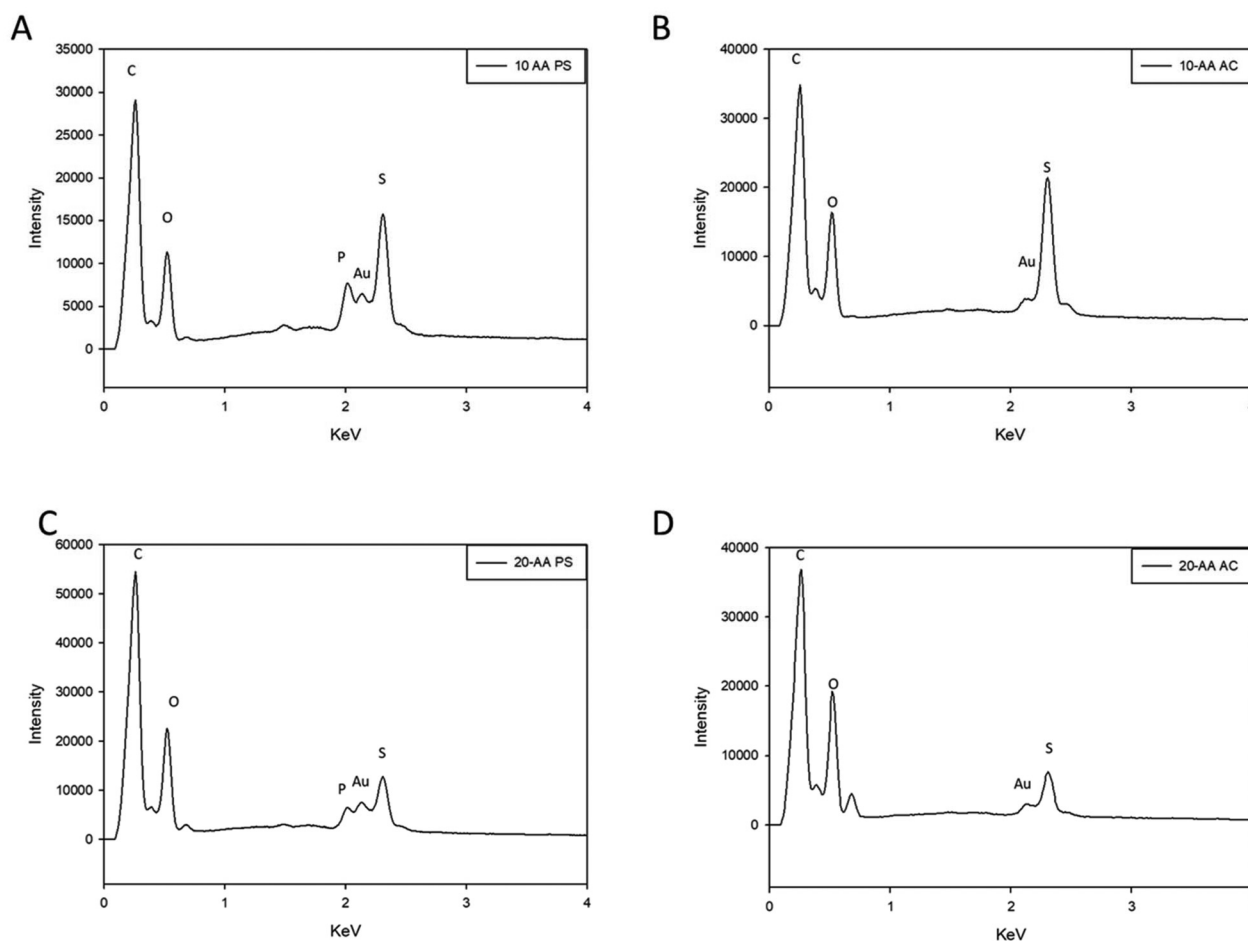 A
10 AA PS
35000
30000
25000
20000
15000
10000
5000
0
Intensity
C
O
P
Au
S
0
1
2
3
4
KeV
B
10-AA AC
40000
30000
20000
10000
0
Intensity
C
O
Au
S
0
1
2
3
KeV
C
20-AA PS
60000
50000
40000
30000
20000
10000
0
Intensity
C
O
P
Au
S
0
1
2
3
4
KeV
D
20-AA AC
40000
30000
20000
10000
0
Intensity
C
O
Au
S
0
1
2
3
KeV